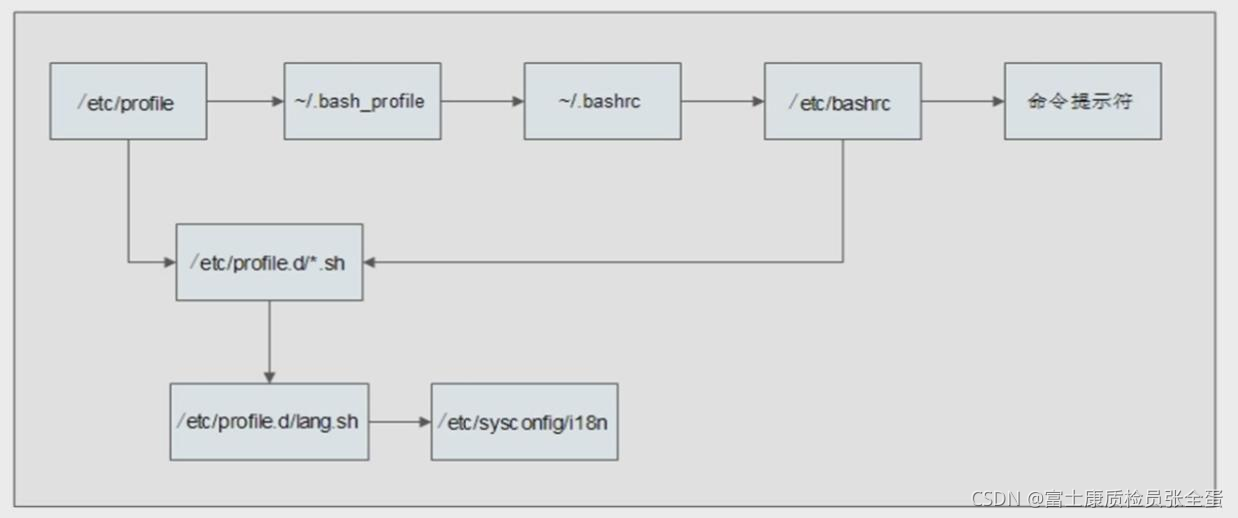 /etc/profile
~/.bash_profile
~/.bashrc
/etc/bashrc
命令提示符
/etc/profile.d/*.sh
/etc/profile.d/lang.sh
/etc/sysconfig/i18n
CSDN @富士康质检员张全蛋